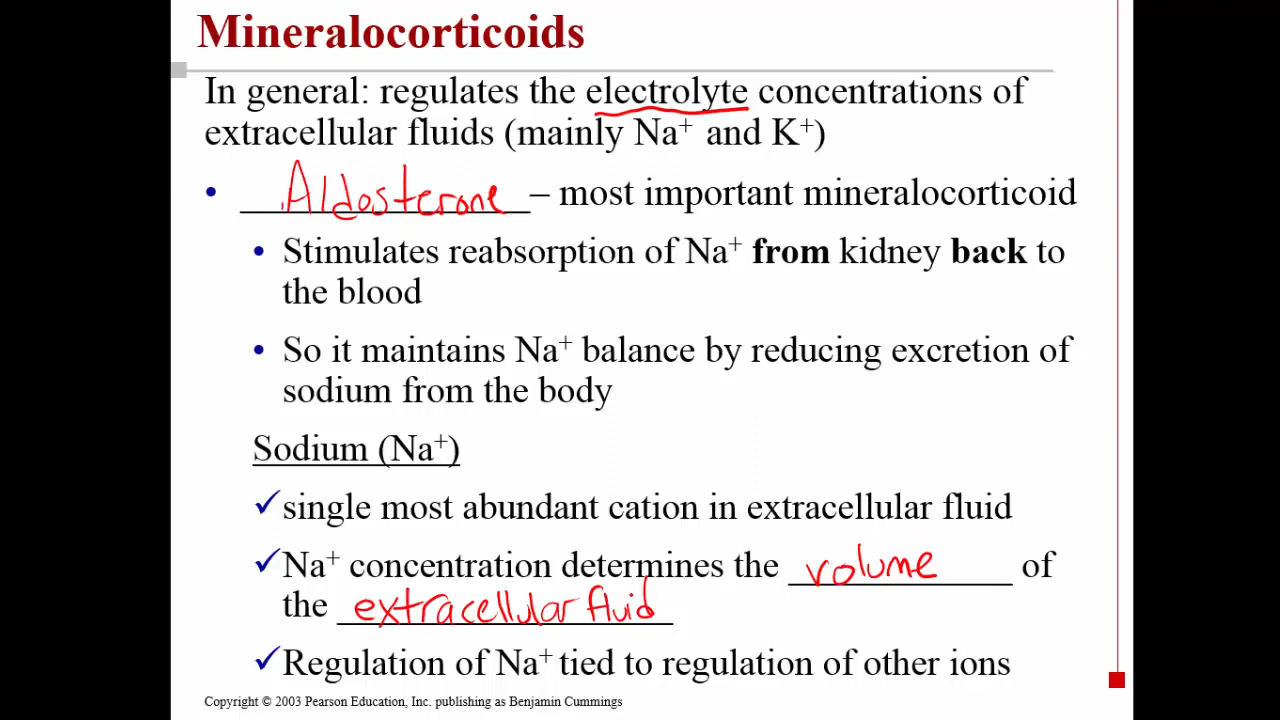 Mineralocorticoids
In general: regulates the electrolyte concentrations of
extracellular fluids (mainly Na⁺ and K⁺)
• Aldosterone – most important mineralocorticoid
• Stimulates reabsorption of Na⁺ from kidney back to
the blood
• So it maintains Na⁺ balance by reducing excretion of
sodium from the body
Sodium (Na⁺)
✓single most abundant cation in extracellular fluid
✓Na⁺ concentration determines the volume of
the extracellular fluid
✓Regulation of Na⁺ tied to regulation of other ions
Copyright © 2003 Pearson Education, Inc. publishing as Benjamin Cummings